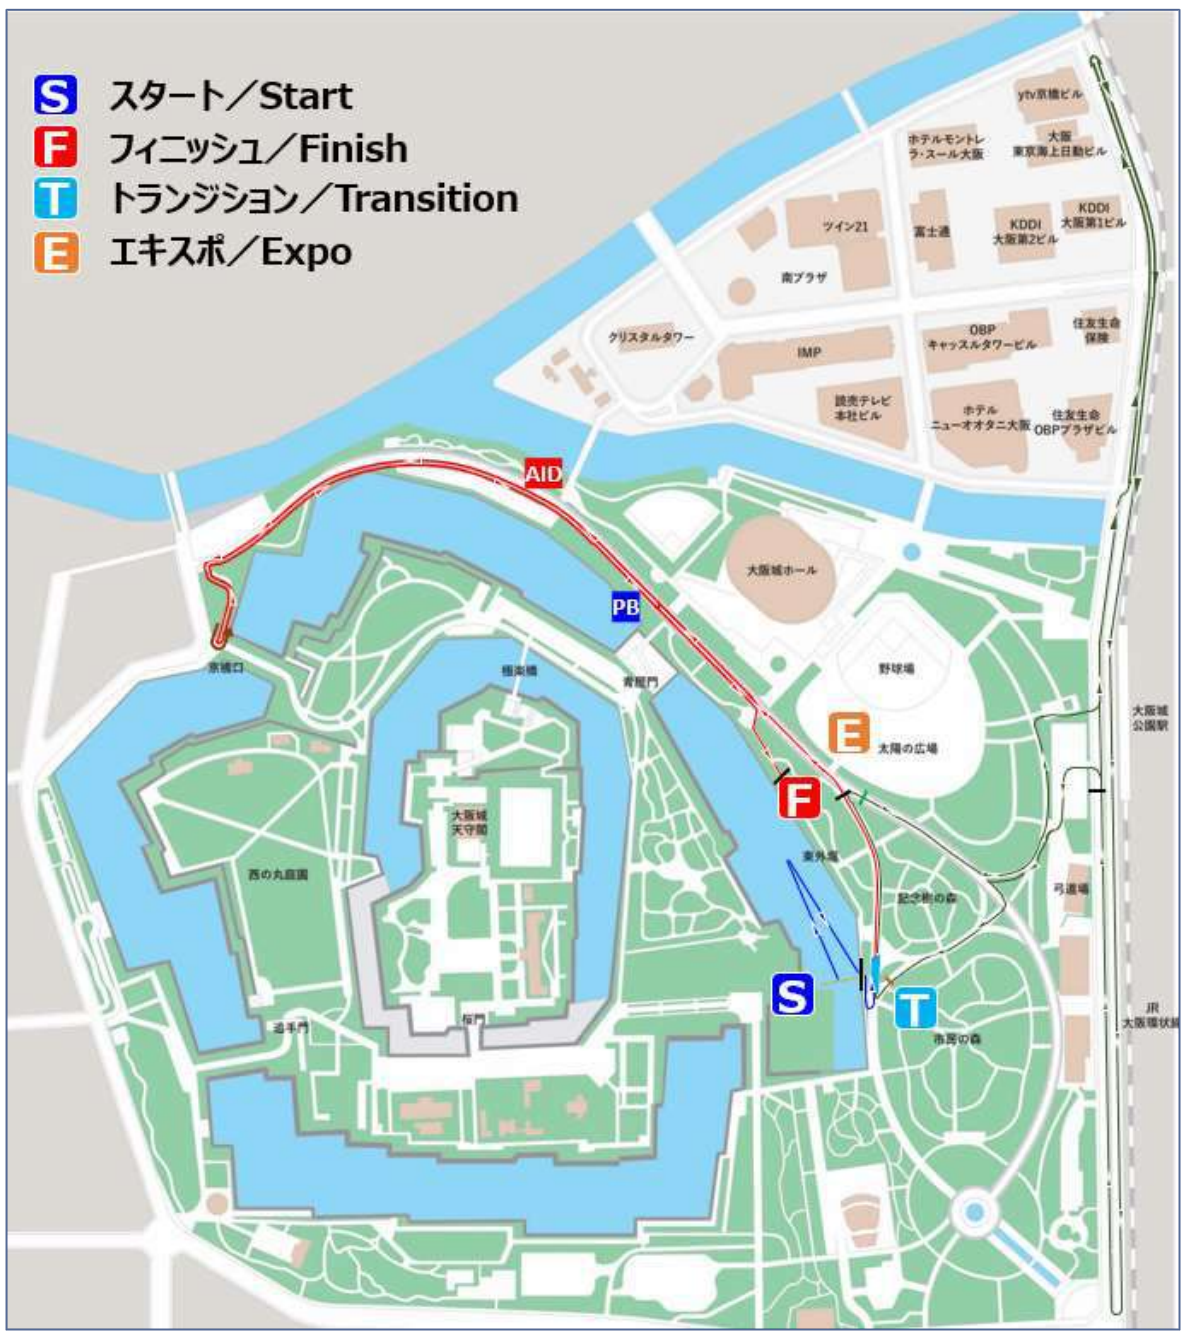 S スタート／Start
F フィニッシュ／Finish
T トランジション／Transition
E エキスポ／Expo
ytv京橋ビル
ホテルモントレ
ラ・スール大阪
大阪
東京海上日動ビル
ツイン21
富士通
KDDI
大阪第2ビル
KDDI
大阪第1ビル
南プラザ
クリスタルタワー
IMP
OBP
キャッスルタワービル
住友生命
保険
読売テレビ
本社ビル
ホテル
ニューオオタニ大阪
住友生命
OBPプラザビル
AID
大阪城ホール
PB
京橋口
極楽橋
青屋門
野球場
大阪城
公園駅
E
太陽の広場
F
大阪城
天守閣
東外堀
西の丸庭園
記念樹の森
弓道場
S
T
追手門
桜門
市民の森
JR
大阪環状線